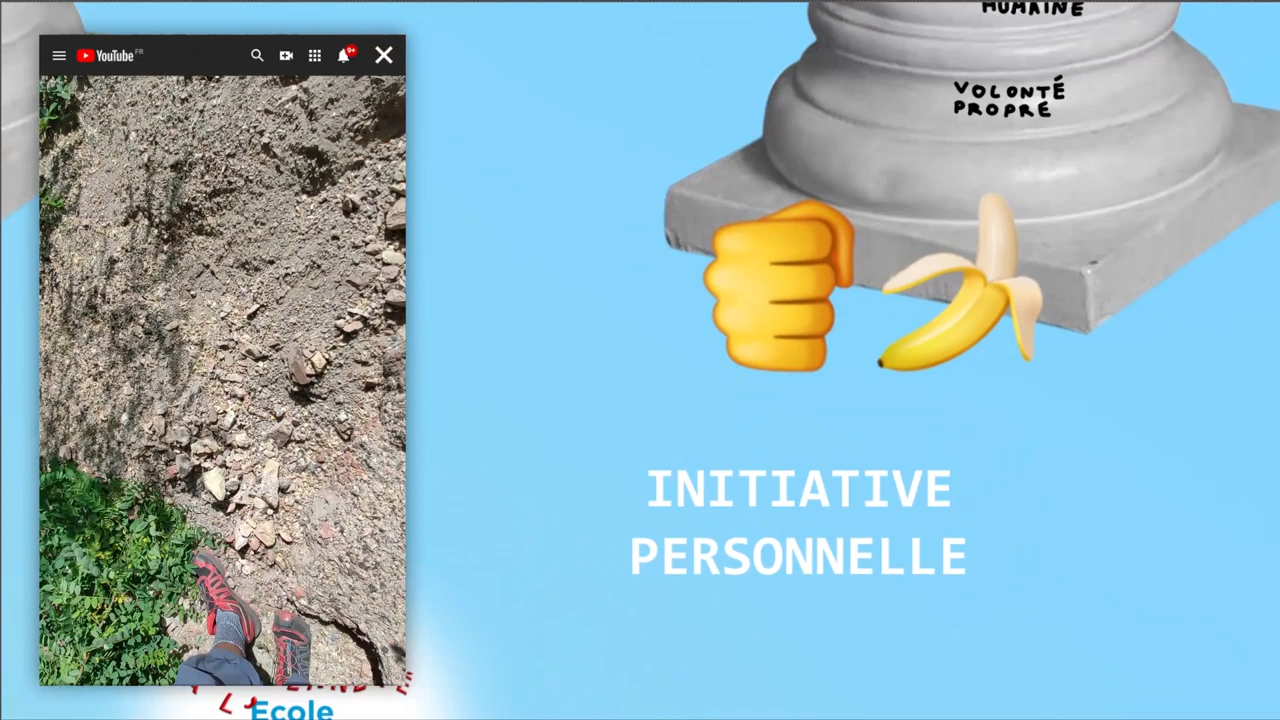 YouTube FR
9+
HUMAINE
VOLONTÉ
PROPRE
INITIATIVE
PERSONNELLE
Ecole